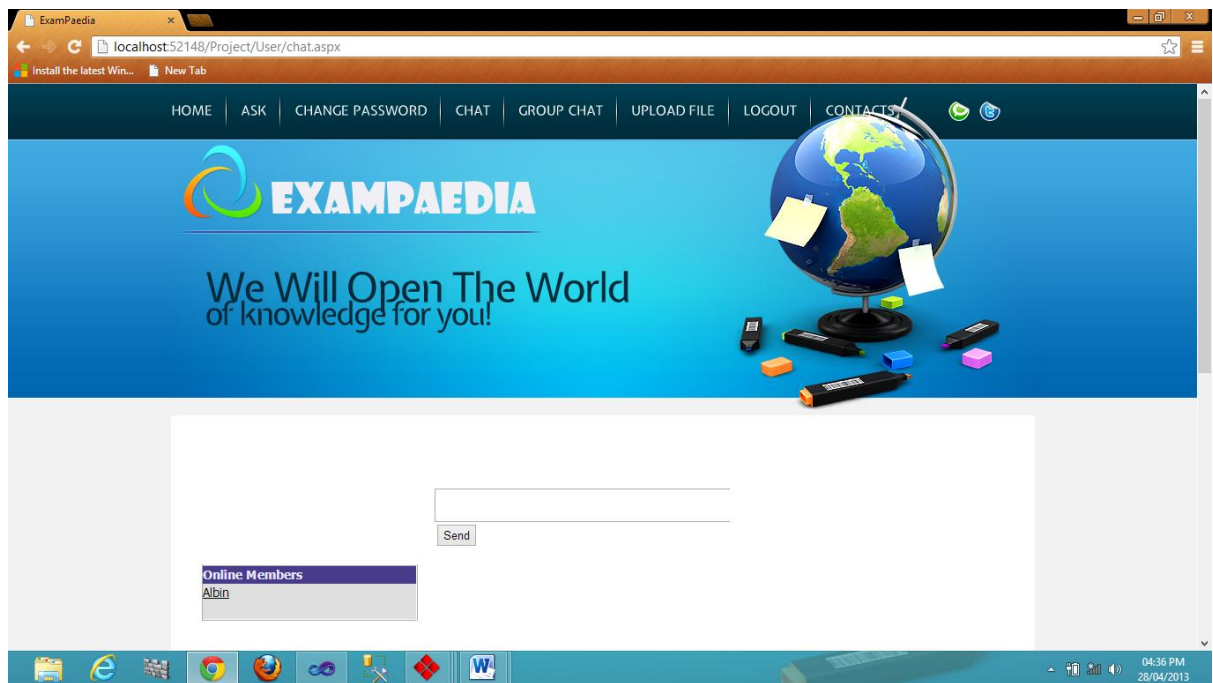 ExamPaedia
localhost:52148/Project/User/chat.aspx
Install the latest Win... New Tab
HOME ASK CHANGE PASSWORD CHAT GROUP CHAT UPLOAD FILE LOGOUT CONTACTS
EXAMPAEDIA
We Will Open The World
of knowledge for you!
Send
Online Members
Albin
04:36 PM
28/04/2013